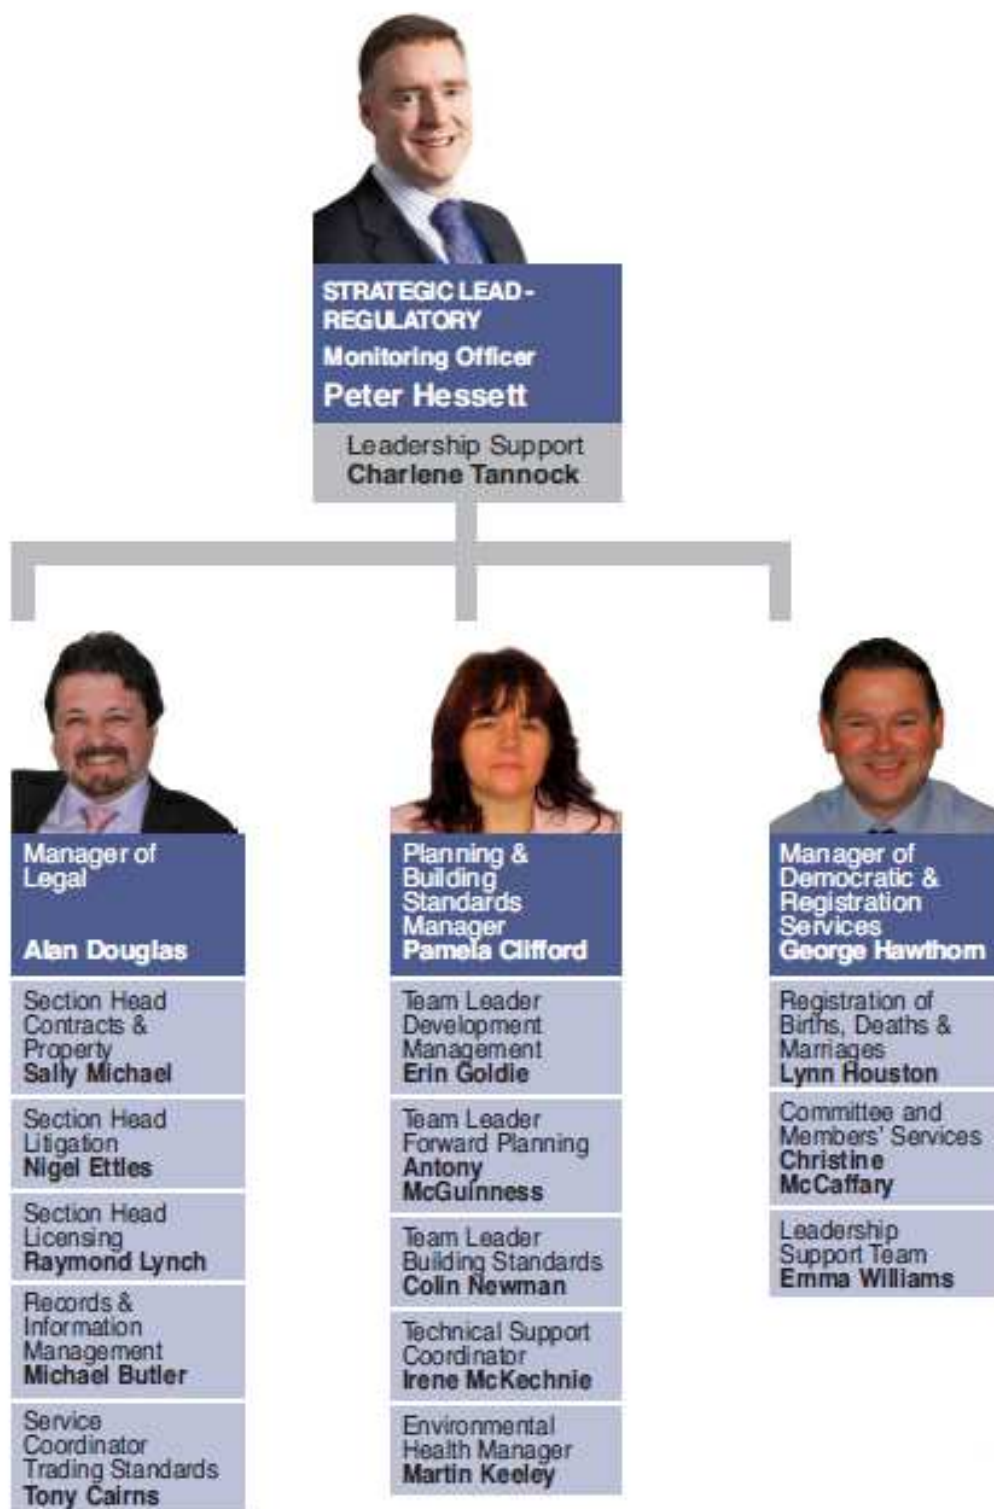 STRATEGIC LEAD -
REGULATORY
Monitoring Officer
Peter Hessett
Leadership Support
Charlene Tannock
Manager of
Legal
Alan Douglas
Section Head
Contracts &
Property
Sally Michael
Section Head
Litigation
Nigel Ettles
Section Head
Licensing
Raymond Lynch
Records &
Information
Management
Michael Butler
Service
Coordinator
Trading Standards
Tony Cairns
Planning &
Building
Standards
Manager
Pamela Clifford
Team Leader
Development
Management
Erin Goldie
Team Leader
Forward Planning
Antony
McGuinness
Team Leader
Building Standards
Colin Newman
Technical Support
Coordinator
Irene McKechnie
Environmental
Health Manager
Martin Keeley
Manager of
Democratic &
Registration
Services
George Hawthorn
Registration of
Births, Deaths &
Marriages
Lynn Houston
Committee and
Members' Services
Christine
McCaffary
Leadership
Support Team
Emma Williams